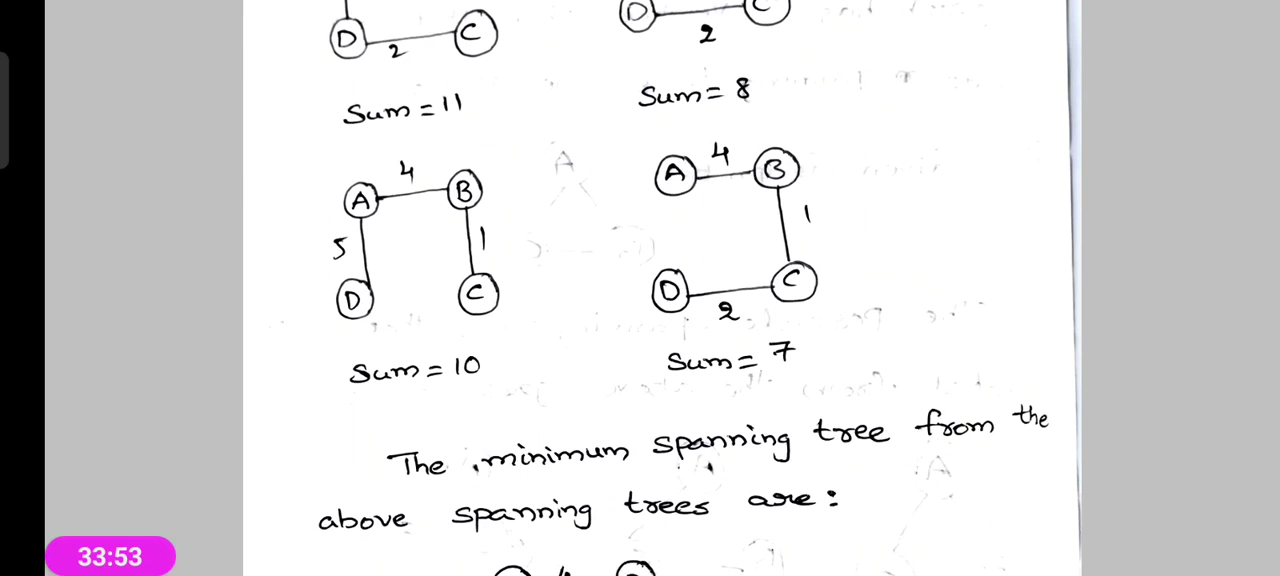 D 2 C
D 2 C
Sum = 11
Sum = 8
A 4 B
5 1
D C
Sum = 10
A 4 B
1
D 2 C
Sum = 7
The minimum spanning tree from the
above spanning trees are:
4
33:53